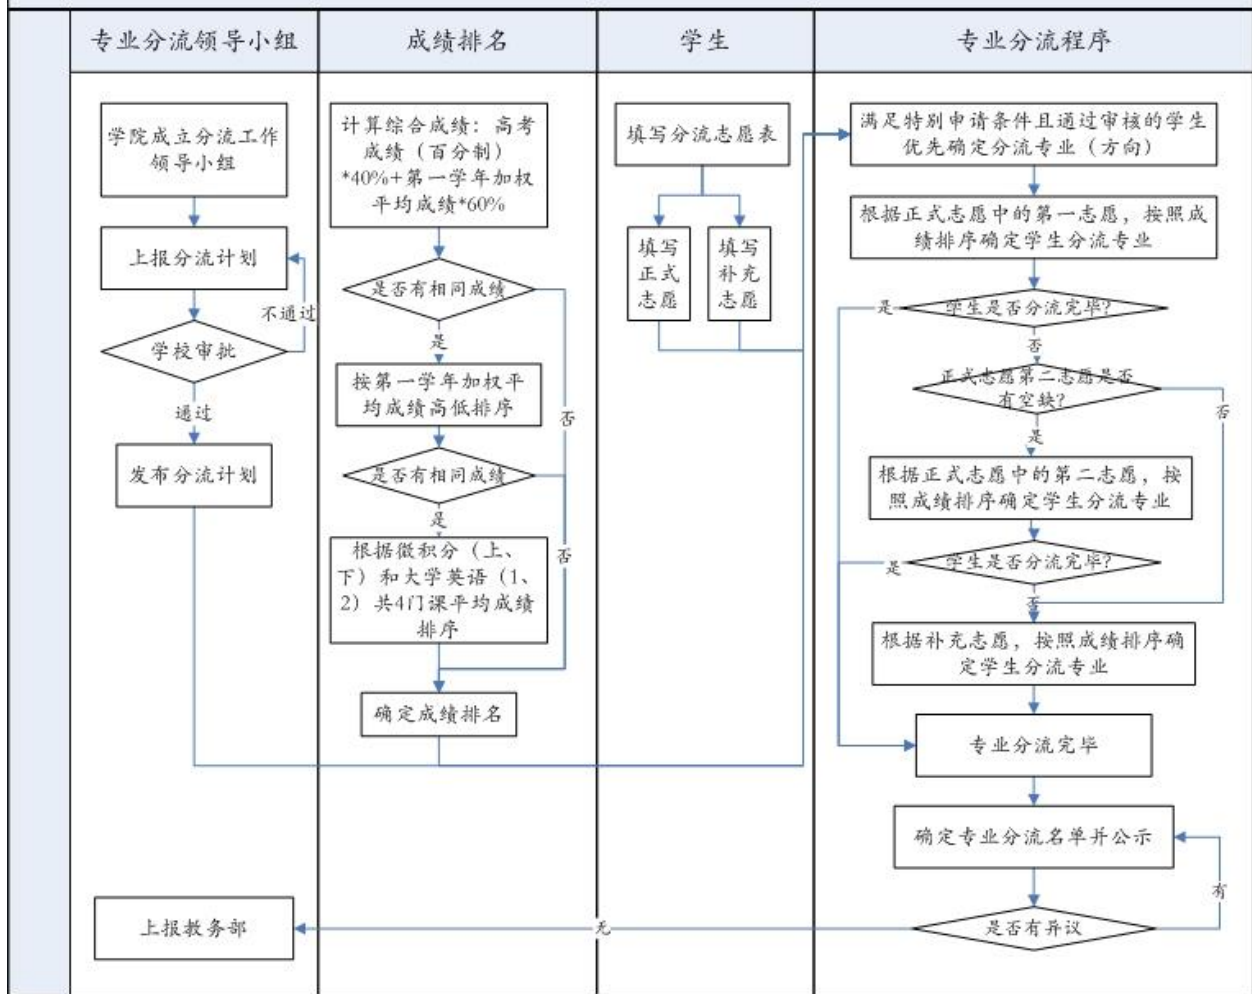 专业分流领导小组
成绩排名
学生
专业分流程序
学院成立分流工作
领导小组
上报分流计划
不通过
学校审批
通过
发布分流计划
上报教务部
计算综合成绩：高考
成绩（百分制）
*40%+第一学年加权
平均成绩*60%
是否有相同成绩
是
否
按第一学年加权平
均成绩高低排序
是否有相同成绩
是
否
根据微积分（上、
下）和大学英语（1、
2）共4门课平均成绩
排序
确定成绩排名
填写分流志愿表
填写
正式
志愿
填写
补充
志愿
满足特别申请条件且通过审核的学生
优先确定分流专业（方向）
根据正式志愿中的第一志愿，按照成
绩排序确定学生分流专业
是
学生是否分流完毕？
否
正式志愿第二志愿是否
有空缺？
否
是
根据正式志愿中的第二志愿，按
照成绩排序确定学生分流专业
是
学生是否分流完毕？
否
根据补充志愿，按照成绩排序确
定学生分流专业
专业分流完毕
确定专业分流名单并公示
有
是否有异议
无